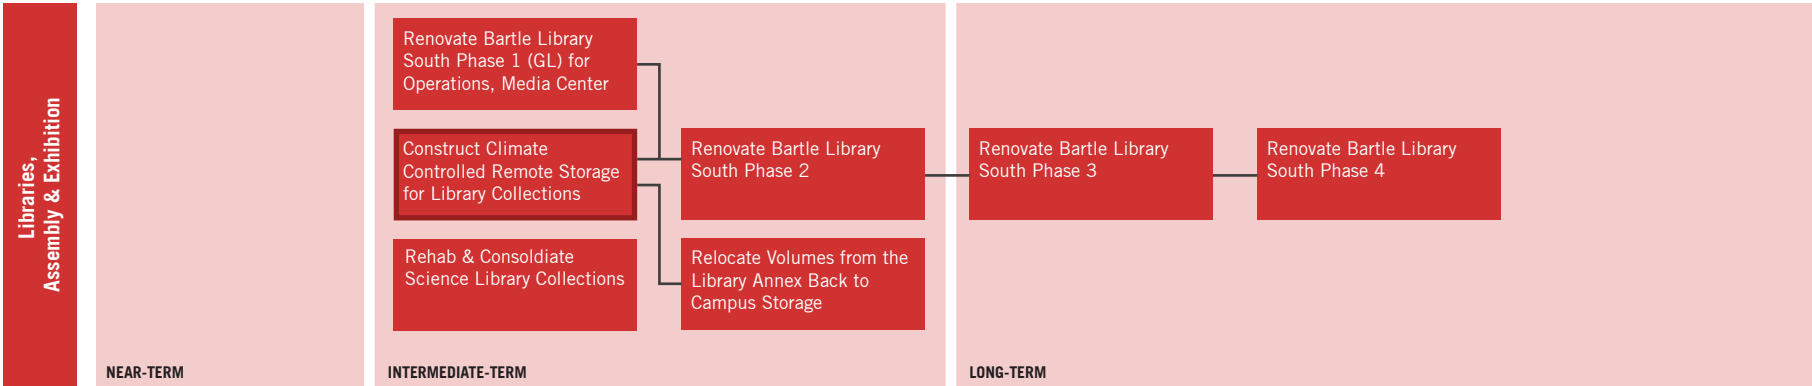 Libraries,
Assembly & Exhibition
Renovate Bartle Library
South Phase 1 (GL) for
Operations, Media Center
Construct Climate
Controlled Remote Storage
for Library Collections
Rehab & Consoldiate
Science Library Collections
Renovate Bartle Library
South Phase 2
Relocate Volumes from the
Library Annex Back to
Campus Storage
Renovate Bartle Library
South Phase 3
Renovate Bartle Library
South Phase 4
NEAR-TERM
INTERMEDIATE-TERM
LONG-TERM